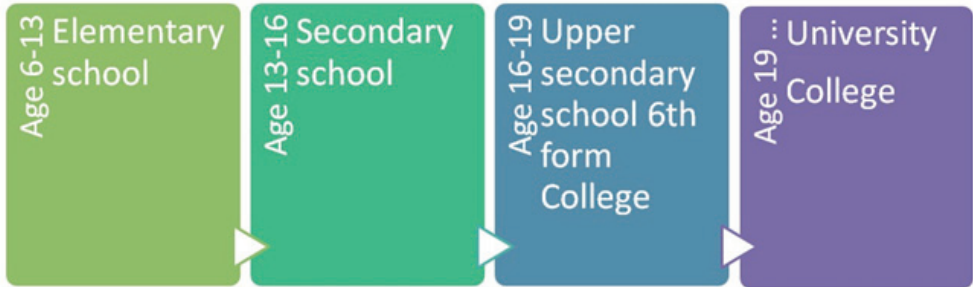 Age 6-13
Elementary
school
Age 13-16
Secondary
school
Age 16-19
Upper
secondary
school 6th
form
College
Age 19 ...
University
College